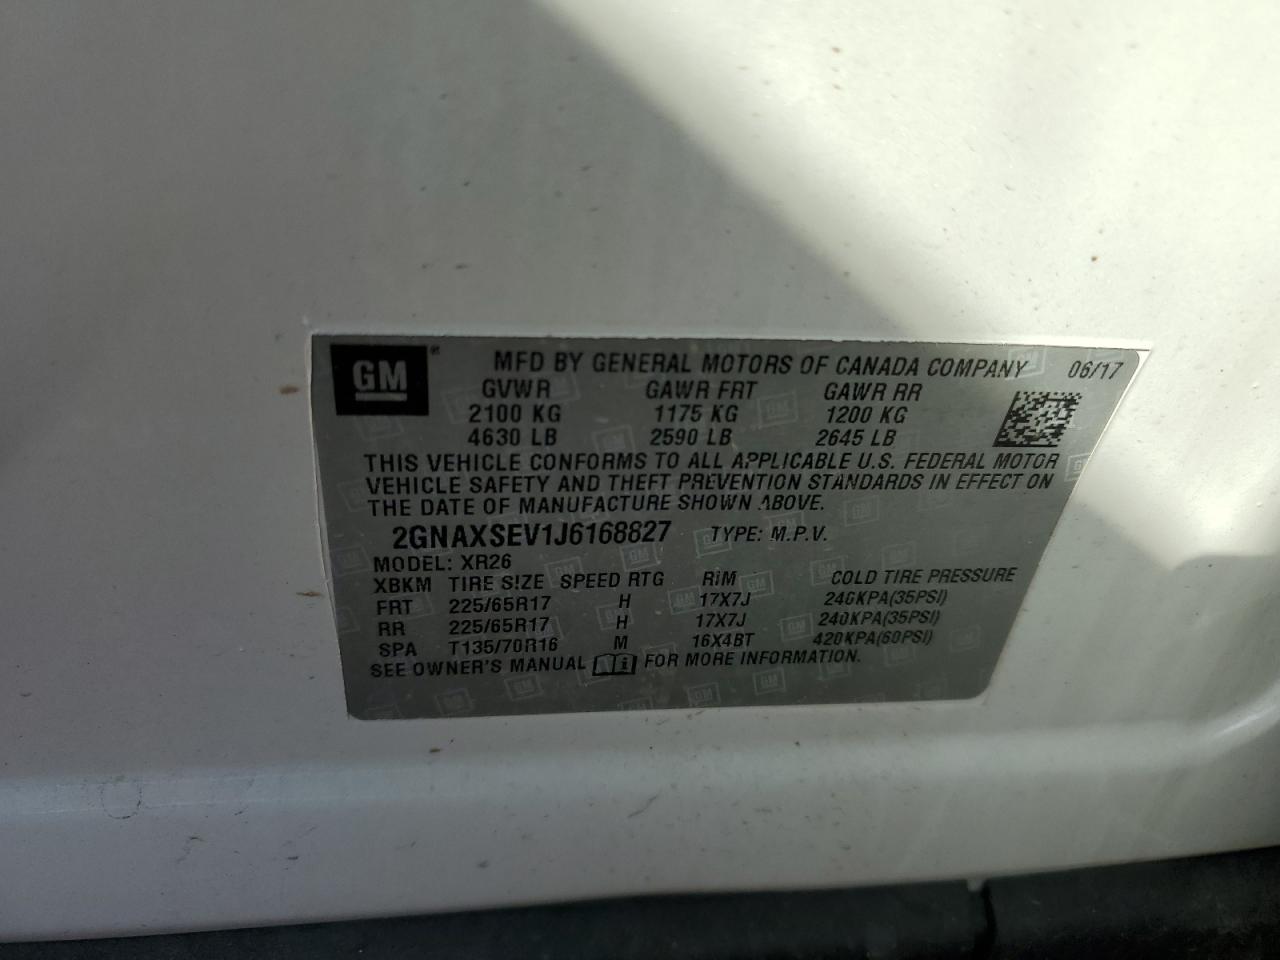 GM®
MFD BY GENERAL MOTORS OF CANADA COMPANY 06/17
GVWR GAWR FRT GAWR RR
2100 KG 1175 KG 1200 KG
4630 LB 2590 LB 2645 LB
THIS VEHICLE CONFORMS TO ALL APPLICABLE U.S. FEDERAL MOTOR
VEHICLE SAFETY AND THEFT PREVENTION STANDARDS IN EFFECT ON
THE DATE OF MANUFACTURE SHOWN ABOVE.
2GNAXSEV1J6168827 TYPE: M.P.V.
MODEL: XR26
XBKM TIRE SIZE SPEED RTG RIM COLD TIRE PRESSURE
FRT 225/65R17 H 17X7J 240KPA(35PSI)
RR 225/65R17 H 17X7J 240KPA(35PSI)
SPA T135/70R16 M 16X4BT 420KPA(60PSI)
SEE OWNER'S MANUAL FOR MORE INFORMATION.